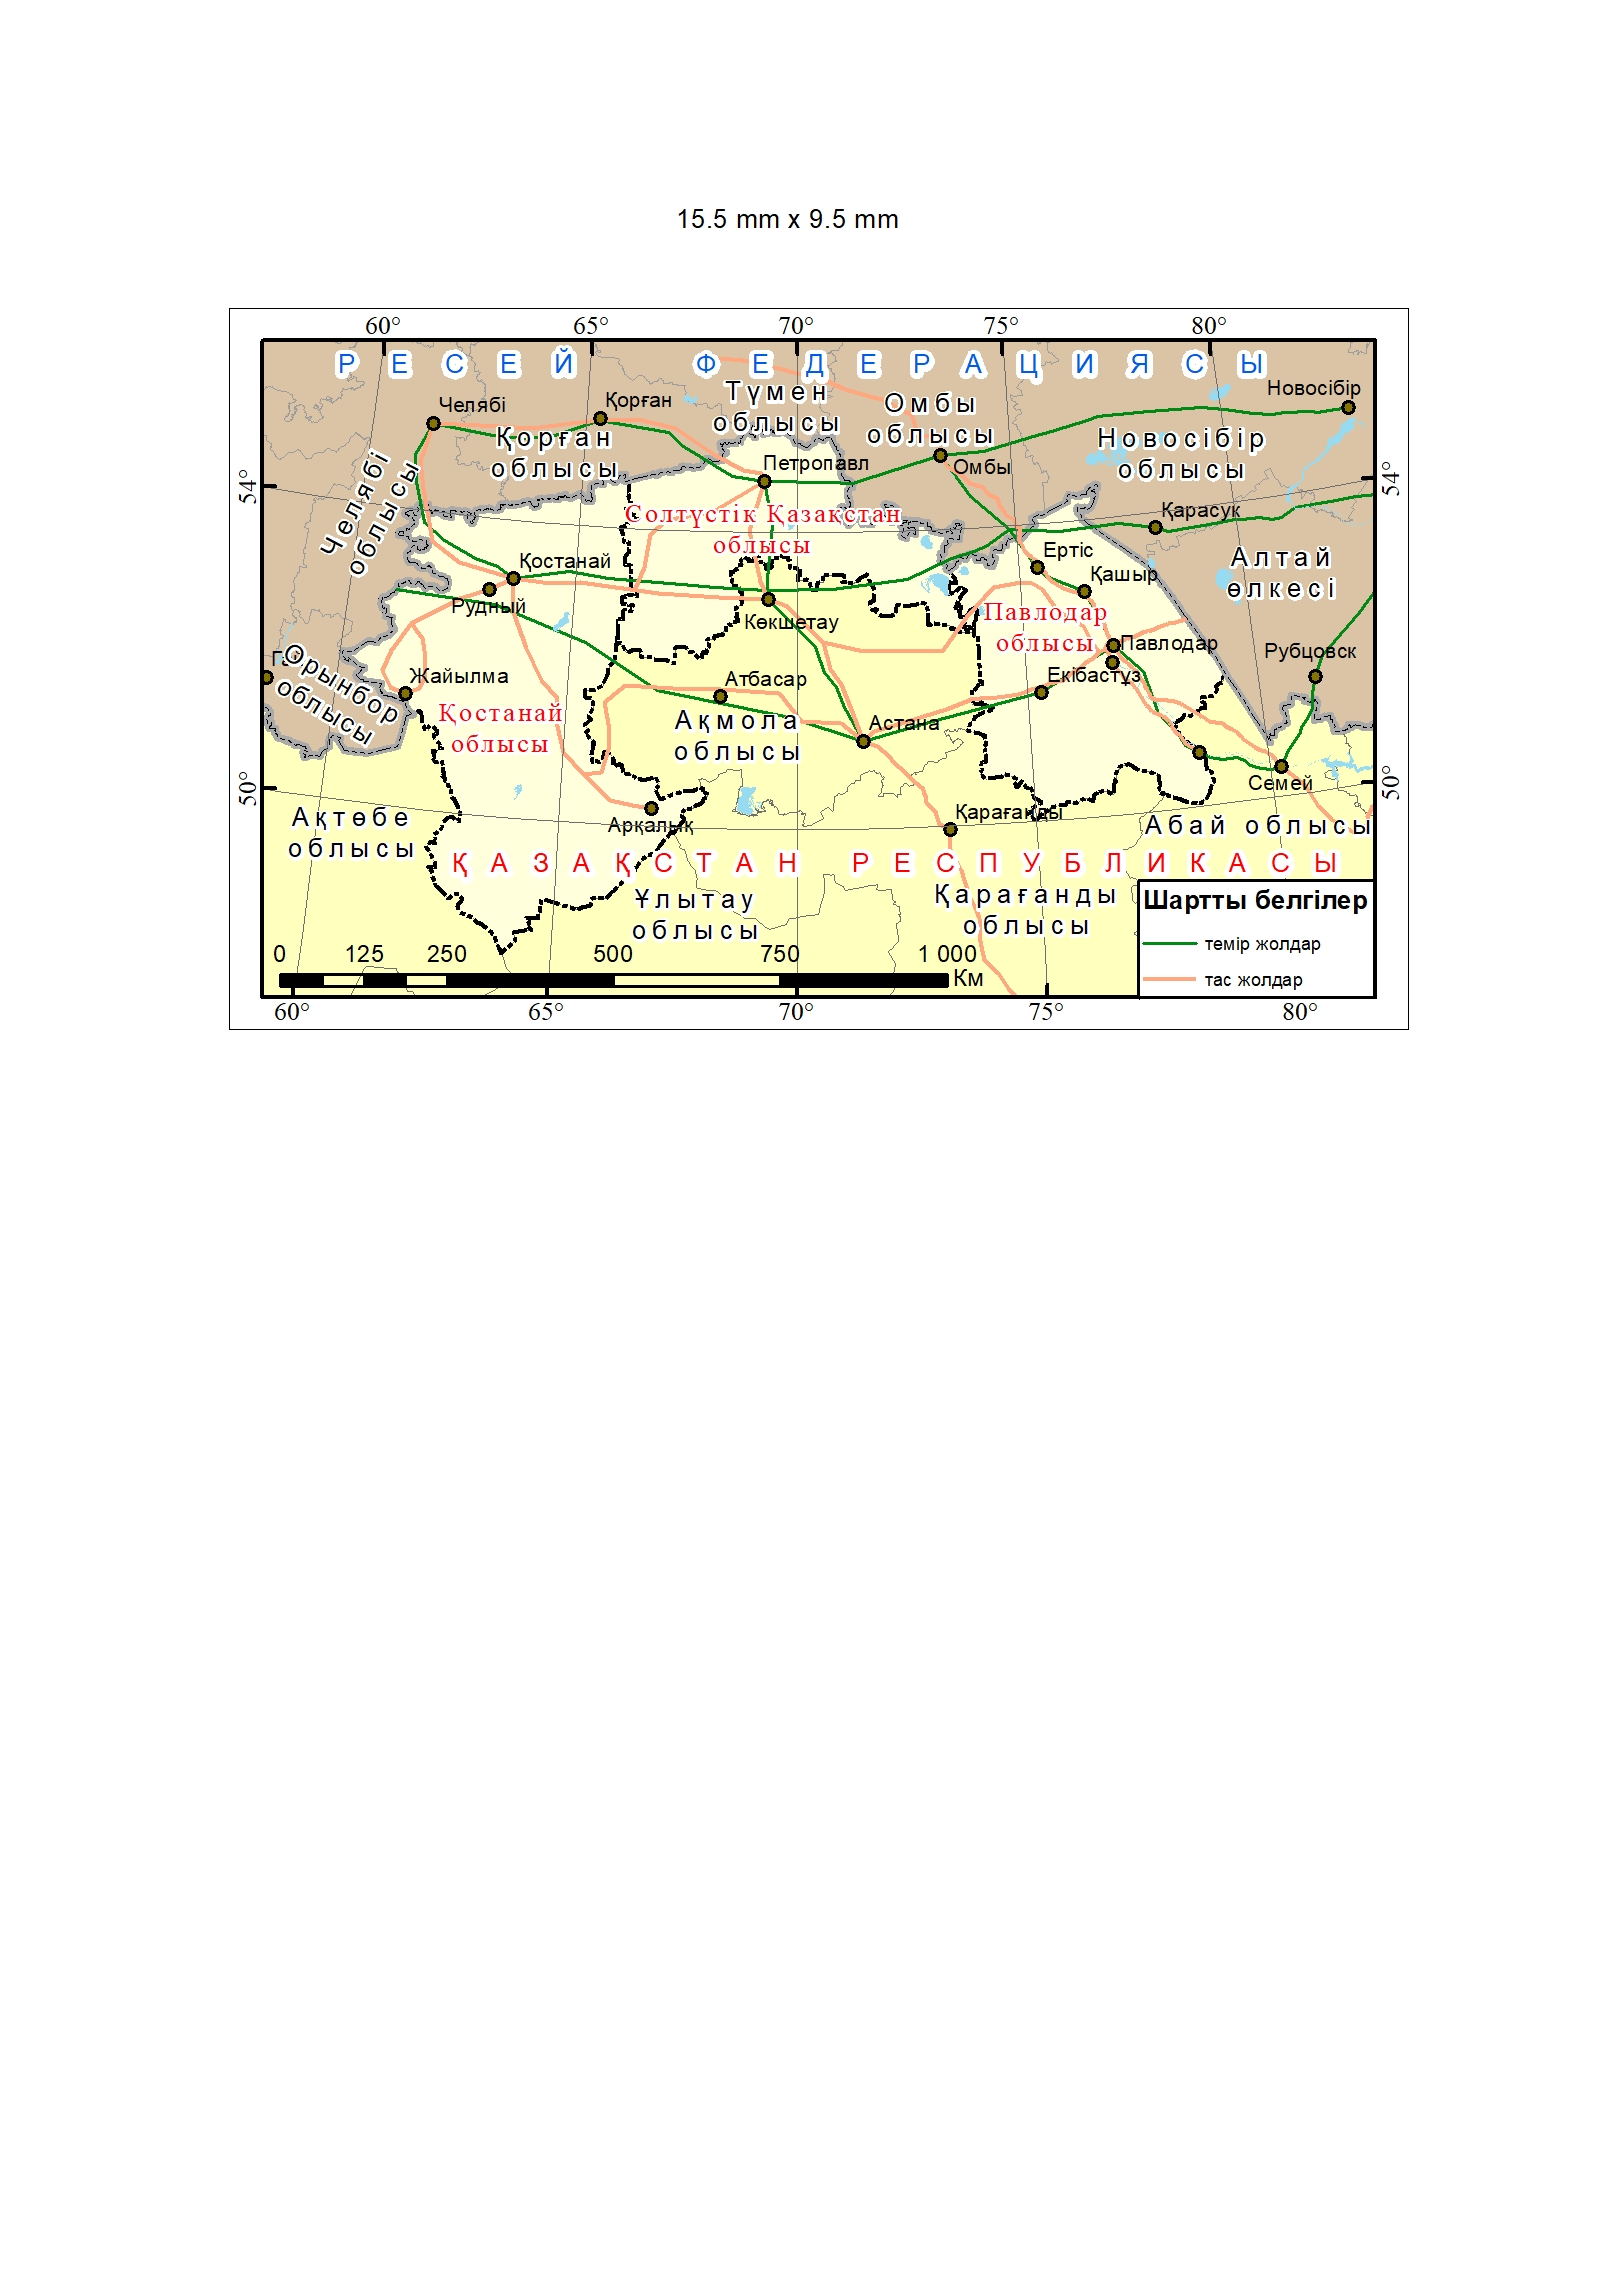 15.5 mm x 9.5 mm
60° 65° 70° 75° 80°
РЕСЕЙ ФЕДЕРАЦИЯСЫ
Челябі
Қорған
Түмен
облысы
Омбы
облысы
Новосібір
Қорған
облысы
Новосібір
облысы
Челябі
облысы
Петропавл
Омбы
54°
54°
Солтүстік Қазақстан
облысы
Қарасук
Қостанай
Ертіс
Қашыр
Алтай
өлкесі
Рудный
Көкшетау
Павлодар
облысы
Павлодар
Рубцовск
Орынбор
облысы
Жайылма
Атбасар
Екібастұз
Қостанай
облысы
Ақмола
облысы
Астана
50°
50°
Семей
Ақтөбе
облысы
Арқалық
Қарағанды
Абай облысы
ҚАЗАҚСТАН РЕСПУБЛИКАСЫ
Ұлытау
облысы
Қарағанды
облысы
Шартты белгілер
темір жолдар
тас жолдар
0 125 250 500 750 1 000
Км
60° 65° 70° 75° 80°